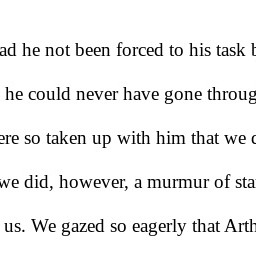 ad he not been forced to his task
he could never have gone throug
ere so taken up with him that we
we did, however, a murmur of sta
us. We gazed so eagerly that Arth